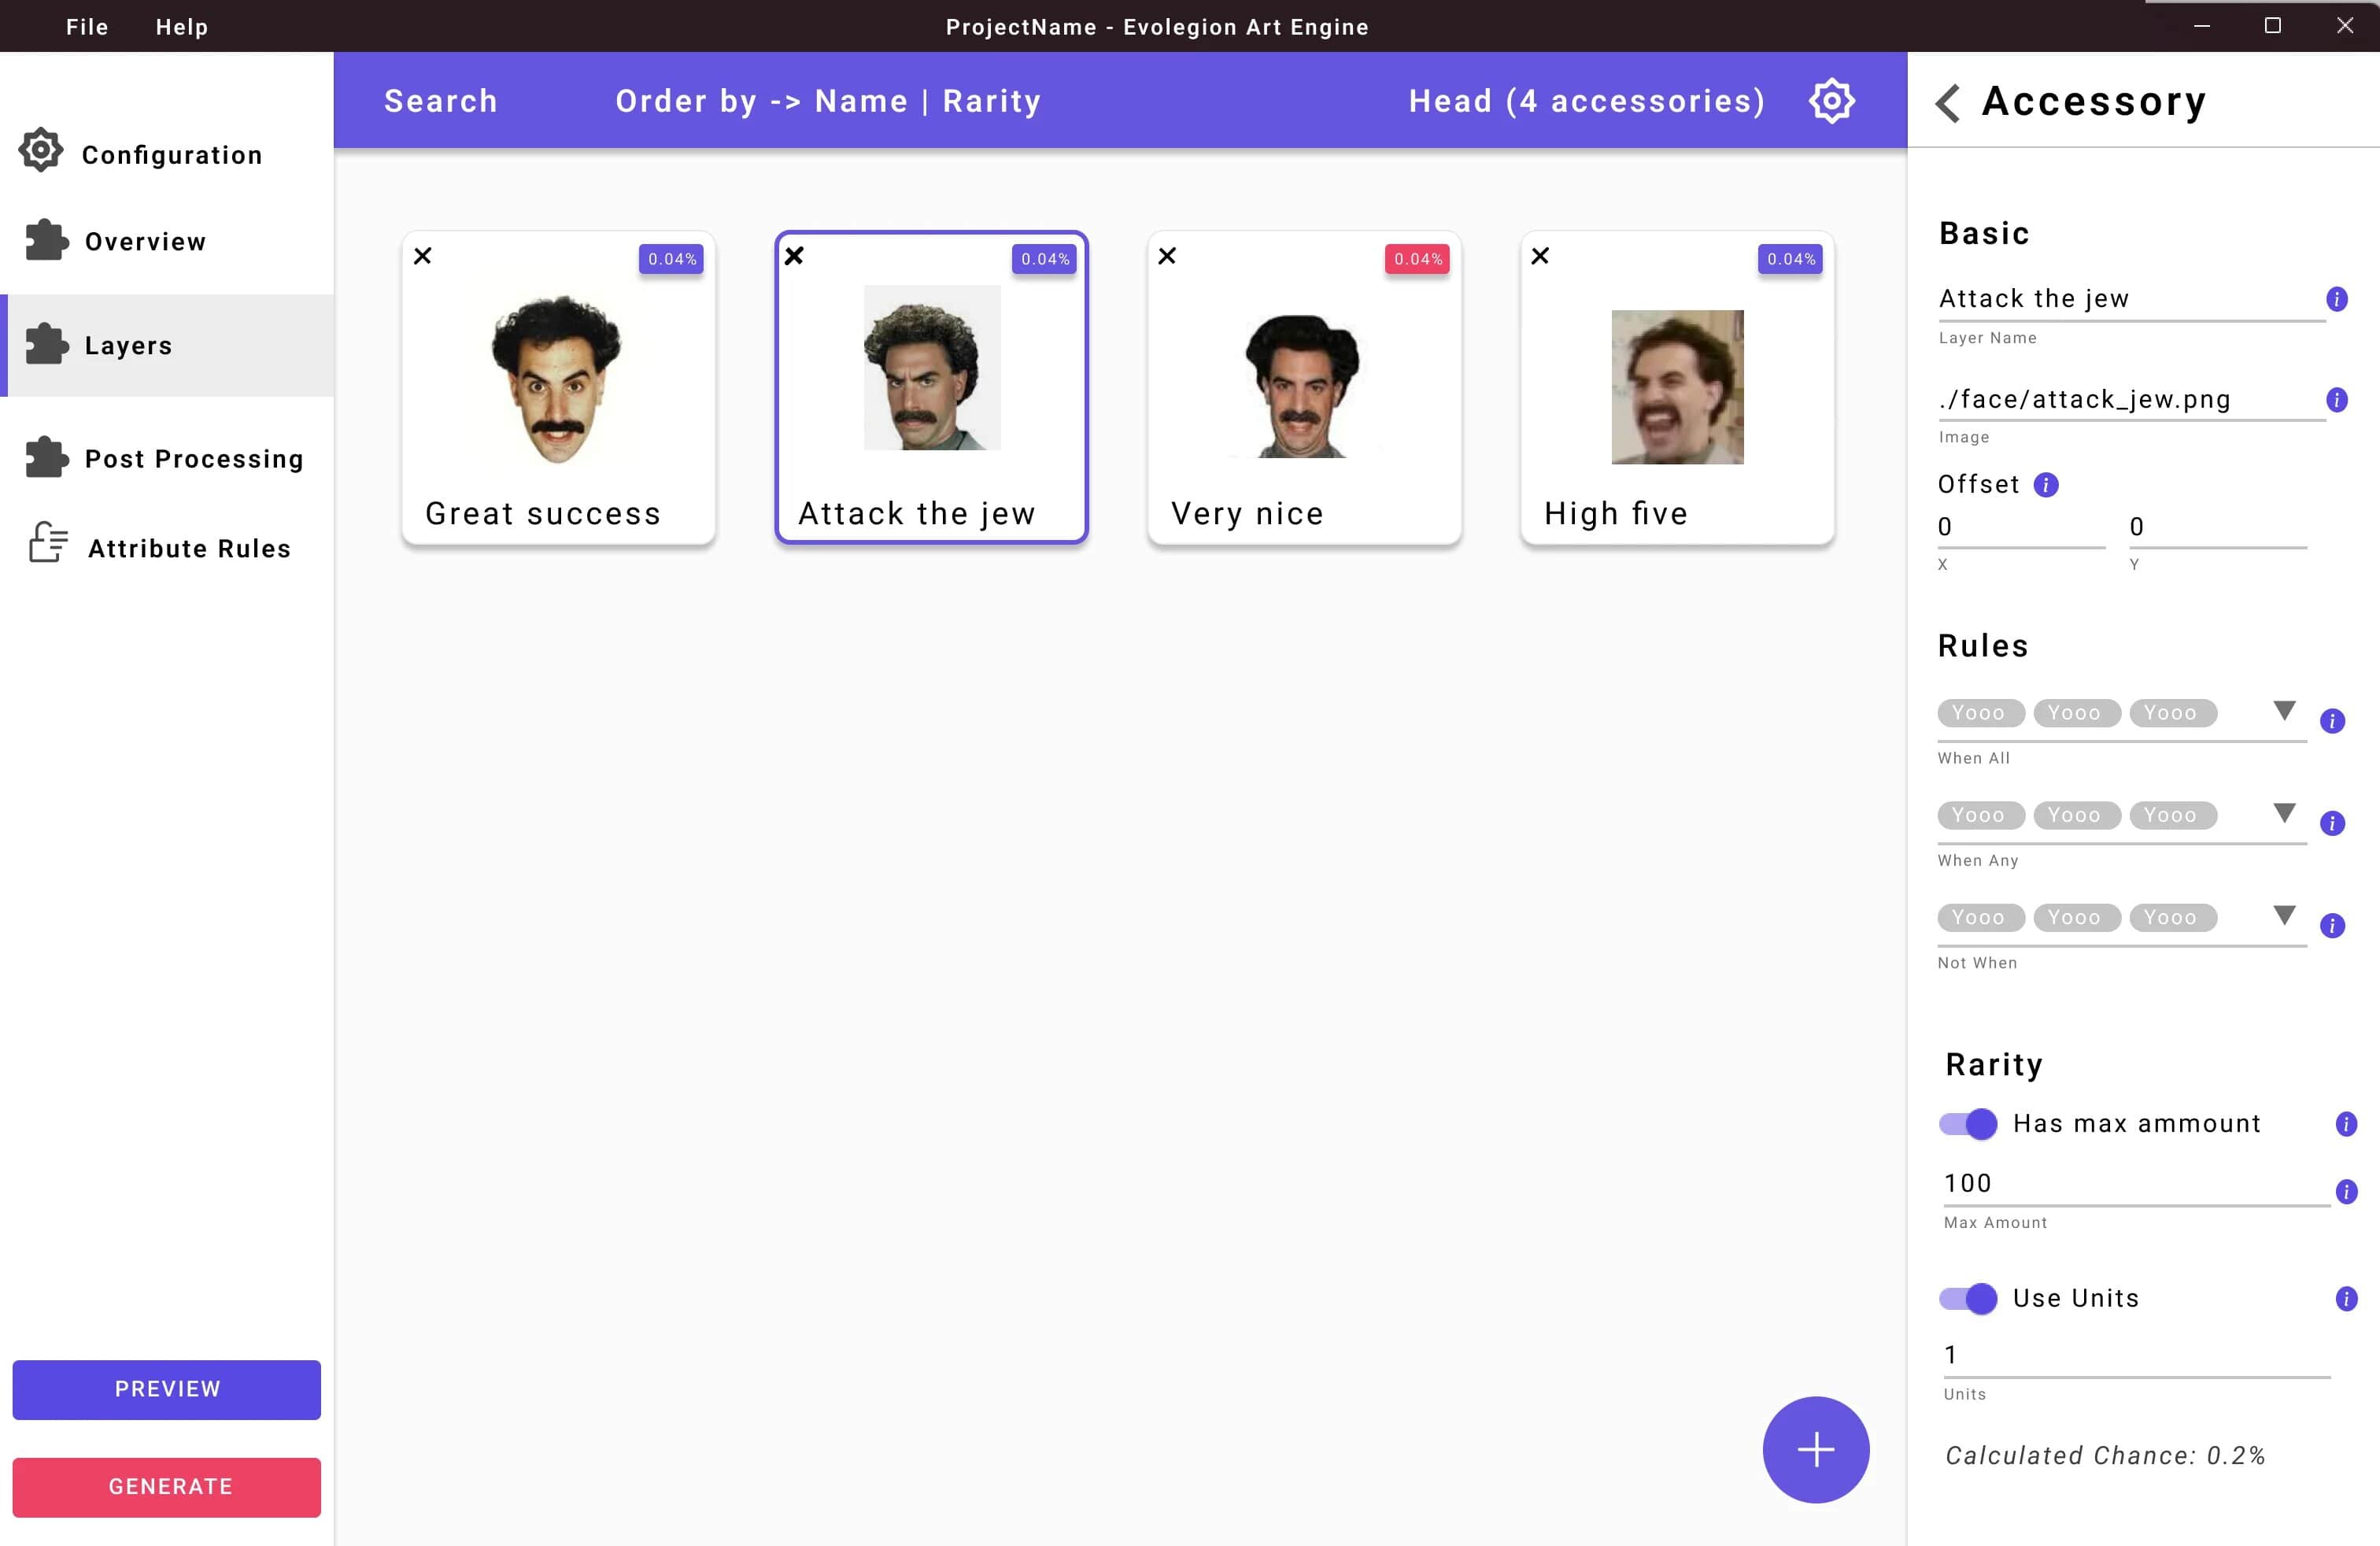 File Help ProjectName - Evolegion Art Engine
Configuration
Overview
Layers
Post Processing
Attribute Rules
PREVIEW
GENERATE
Search Order by -> Name | Rarity Head (4 accessories)
0.04% 0.04% 0.04% 0.04%
Great success Attack the jew Very nice High five
Accessory
Basic
Attack the jew
Layer Name
./face/attack_jew.png
Image
Offset
0 0
X Y
Rules
Yooo Yooo Yooo
When All
Yooo Yooo Yooo
When Any
Yooo Yooo Yooo
Not When
Rarity
Has max ammount
100
Max Amount
Use Units
1
Units
Calculated Chance: 0.2%